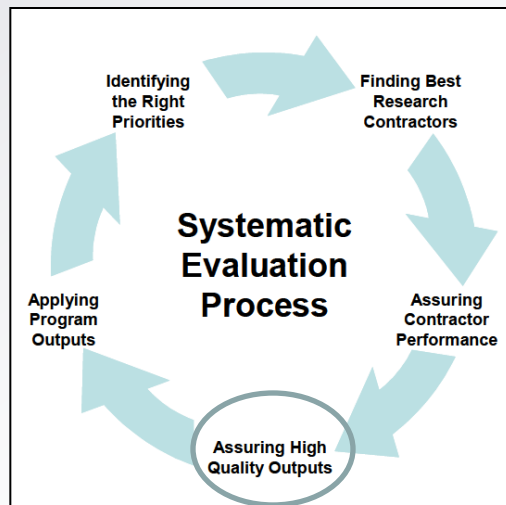 Identifying
the Right
Priorities
Finding Best
Research
Contractors
Systematic
Evaluation
Process
Applying
Program
Outputs
Assuring
Contractor
Performance
Assuring High
Quality Outputs